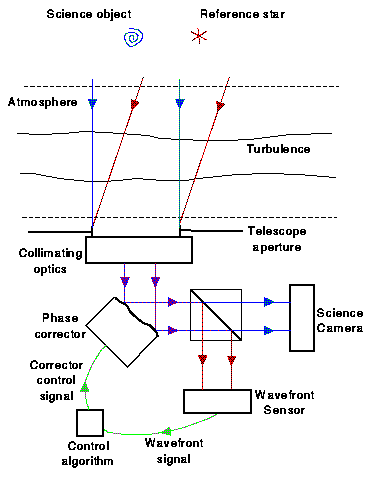 Science object
Reference star
Atmosphere
Turbulence
Telescope
aperture
Collimating
optics
Phase
corrector
Science
Camera
Corrector
control
signal
Wavefront
Sensor
Control
algorithm
Wavefront
signal